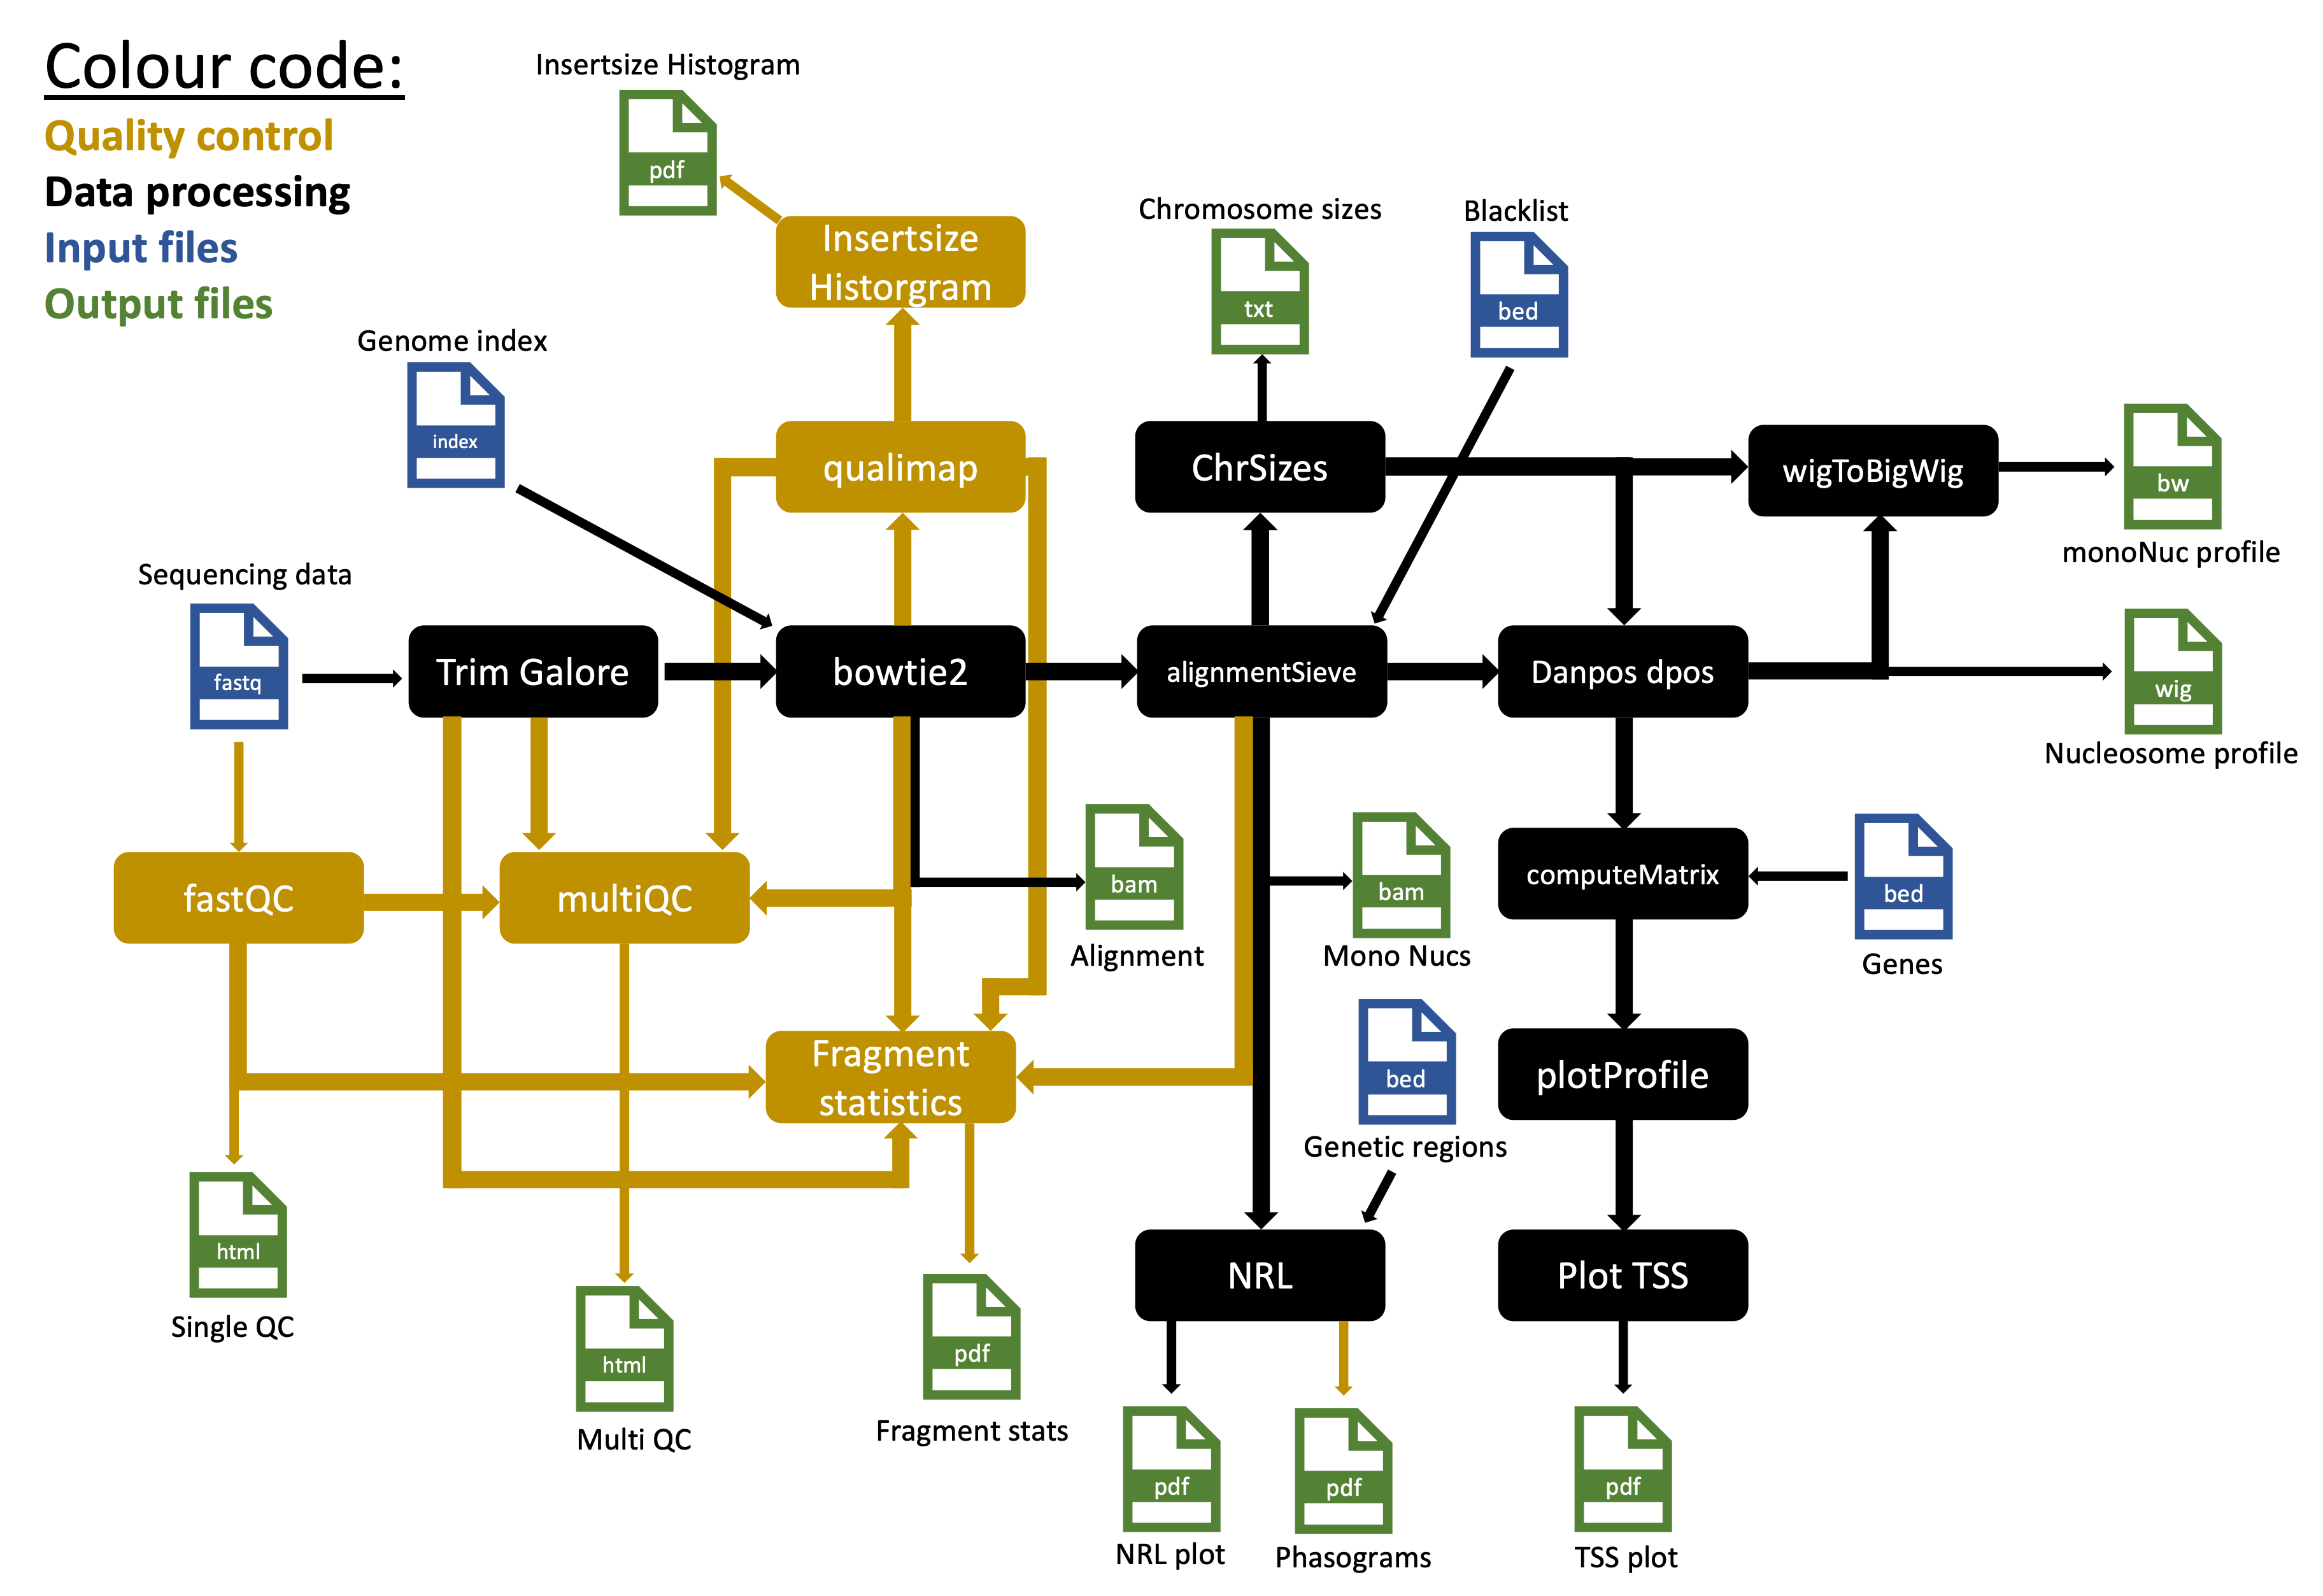 Colour code:
Quality control
Data processing
Input files
Output files
Insertsize Histogram
pdf
Insertsize
Historgram
Chromosome sizes
txt
Blacklist
bed
Genome index
index
qualimap
ChrSizes
wigToBigWig
bw
monoNuc profile
Sequencing data
fastq
Trim Galore
bowtie2
alignmentSieve
Danpos dpos
wig
Nucleosome profile
fastQC
multiQC
bam
Alignment
bam
Mono Nucs
computeMatrix
bed
Genes
Fragment
statistics
bed
Genetic regions
plotProfile
html
Single QC
html
Multi QC
pdf
Fragment stats
NRL
Plot TSS
pdf
NRL plot
pdf
Phasograms
pdf
TSS plot